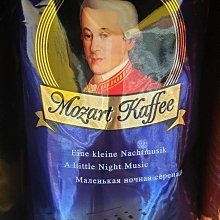 Mozart Kaffee
Eine kleine Nachtmusik
A Little Night Music
Маленькая ночная серенада